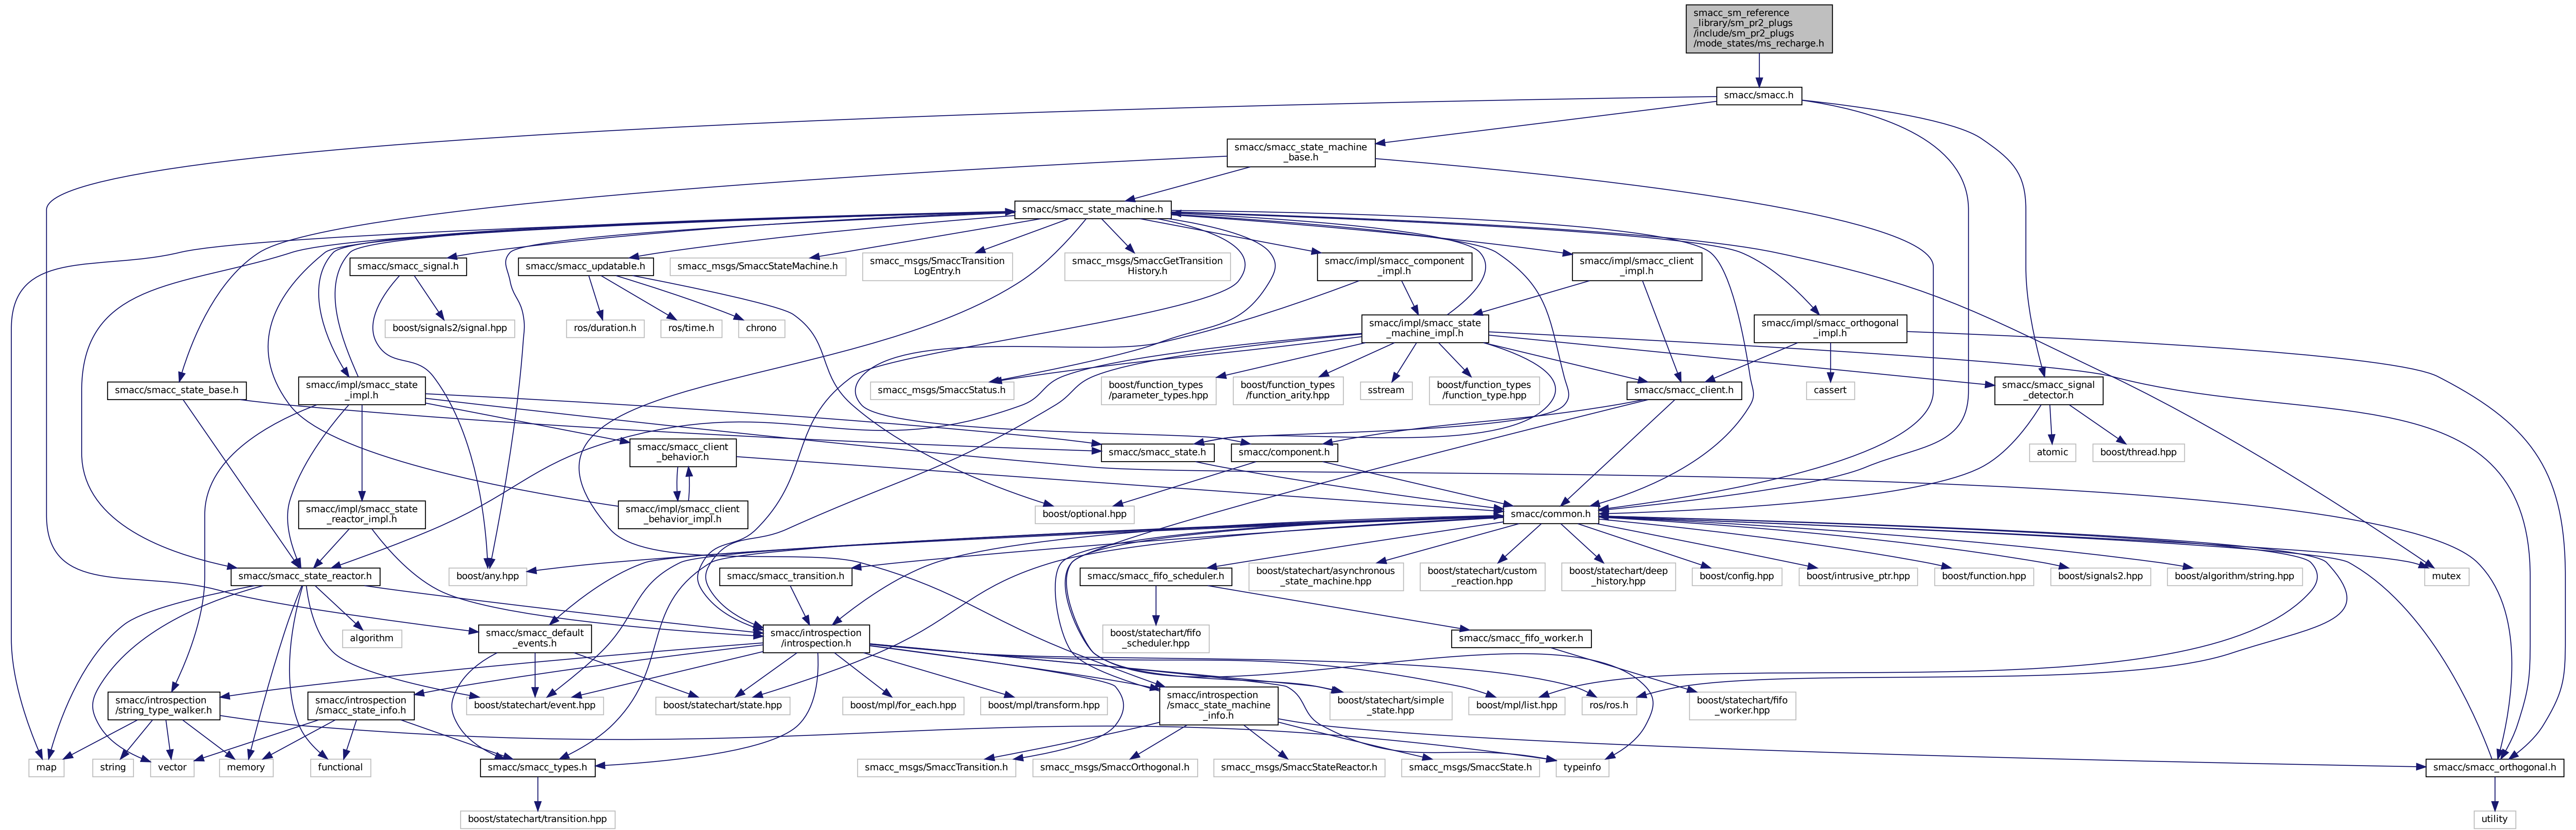 smacc_sm_reference
_library/sm_pr2_plugs
/include/sm_pr2_plugs
/mode_states/ms_recharge.h
smacc/smacc.h
smacc/smacc_state_machine
_base.h
smacc/smacc_state_machine.h
smacc/smacc_signal.h
smacc/smacc_updatable.h
smacc_msgs/SmaccStateMachine.h
smacc_msgs/SmaccTransition
LogEntry.h
smacc_msgs/SmaccGetTransition
History.h
smacc/impl/smacc_component
_impl.h
smacc/impl/smacc_client
_impl.h
boost/signals2/signal.hpp
ros/duration.h
ros/time.h
chrono
smacc/impl/smacc_state
_machine_impl.h
smacc/impl/smacc_orthogonal
_impl.h
smacc/smacc_state_base.h
smacc/impl/smacc_state
_impl.h
smacc_msgs/SmaccStatus.h
boost/function_types
/parameter_types.hpp
boost/function_types
/function_arity.hpp
sstream
boost/function_types
/function_type.hpp
smacc/smacc_client.h
cassert
smacc/smacc_signal
_detector.h
smacc/smacc_client
_behavior.h
smacc/smacc_state.h
smacc/component.h
atomic
boost/thread.hpp
smacc/impl/smacc_state
_reactor_impl.h
smacc/impl/smacc_client
_behavior_impl.h
boost/optional.hpp
smacc/common.h
smacc/smacc_state_reactor.h
boost/any.hpp
smacc/smacc_transition.h
smacc/smacc_fifo_scheduler.h
boost/statechart/asynchronous
_state_machine.hpp
boost/statechart/custom
_reaction.hpp
boost/statechart/deep
_history.hpp
boost/config.hpp
boost/intrusive_ptr.hpp
boost/function.hpp
boost/signals2.hpp
boost/algorithm/string.hpp
mutex
algorithm
smacc/smacc_default
_events.h
smacc/introspection
/introspection.h
boost/statechart/fifo
_scheduler.hpp
smacc/smacc_fifo_worker.h
smacc/introspection
/string_type_walker.h
smacc/introspection
/smacc_state_info.h
boost/statechart/event.hpp
boost/statechart/state.hpp
boost/mpl/for_each.hpp
boost/mpl/transform.hpp
smacc/introspection
/smacc_state_machine
_info.h
boost/statechart/simple
_state.hpp
boost/mpl/list.hpp
ros/ros.h
boost/statechart/fifo
_worker.hpp
map
string
vector
memory
functional
smacc/smacc_types.h
smacc_msgs/SmaccTransition.h
smacc_msgs/SmaccOrthogonal.h
smacc_msgs/SmaccStateReactor.h
smacc_msgs/SmaccState.h
typeinfo
smacc/smacc_orthogonal.h
boost/statechart/transition.hpp
utility